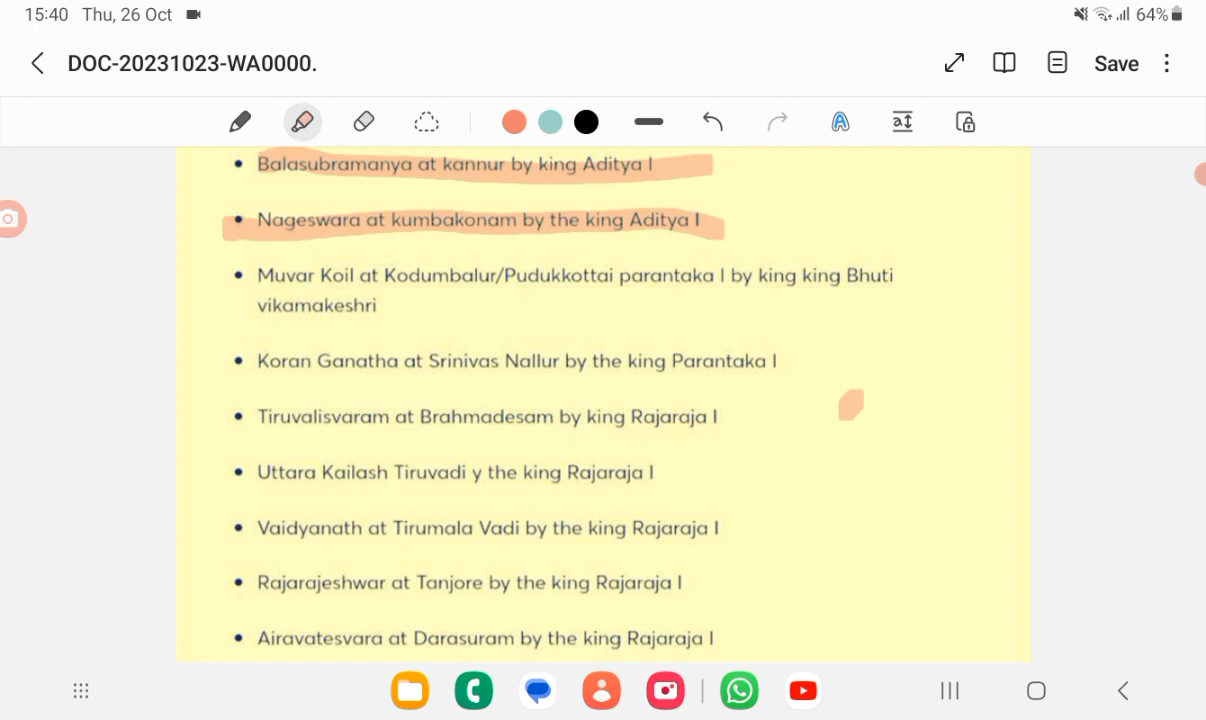 15:40 Thu, 26 Oct 64%
DOC-20231023-WA0000. Save
• Balasubramanya at kannur by king Aditya I
• Nageswara at kumbakonam by the king Aditya I
• Muvar Koil at Kodumbalur/Pudukkottai parantaka I by king king Bhuti
vikamakeshri
• Koran Ganatha at Srinivas Nallur by the king Parantaka I
• Tiruvalisvaram at Brahmadesam by king Rajaraja I
• Uttara Kailash Tiruvadi y the king Rajaraja I
• Vaidyanath at Tirumala Vadi by the king Rajaraja I
• Rajarajeshwar at Tanjore by the king Rajaraja I
• Airavatesvara at Darasuram by the king Rajaraja I